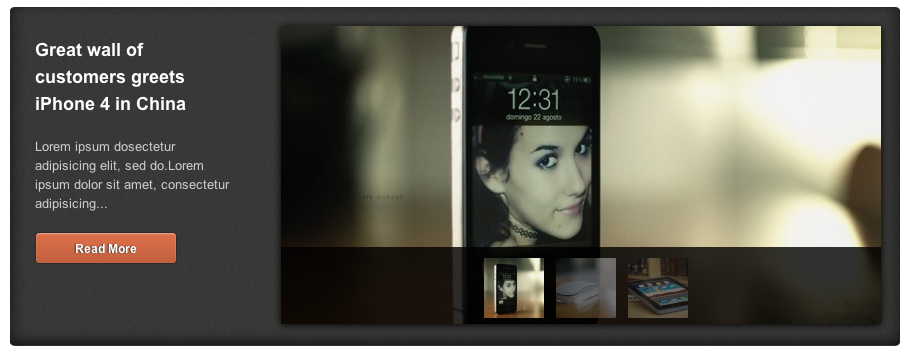 Great wall of
customers greets
iPhone 4 in China
Lorem ipsum dosectetur
adipisicing elit, sed do.Lorem
ipsum dolor sit amet, consectetur
adipisicing...
Read More
12:31
domingo 22 agosto